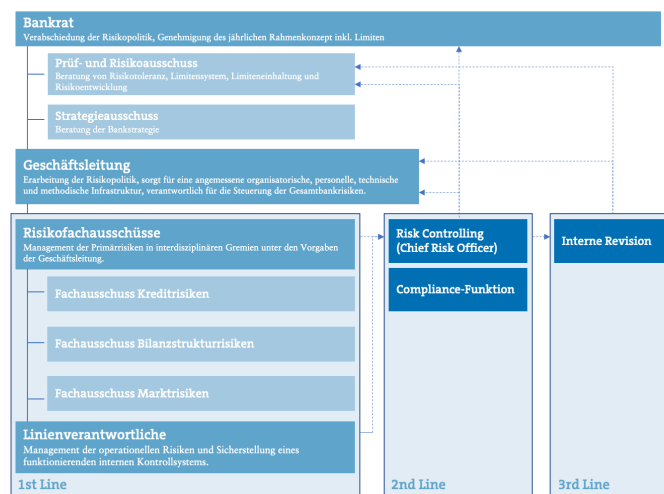 Bankrat
Verabschiedung der Risikopolitik, Genehmigung des jährlichen Rahmenkonzept inkl. Limiten
Prüf- und Risikoausschuss
Beratung von Risikotoleranz, Limitensystem, Limiteneinhaltung und
Risikoentwicklung
Strategieausschuss
Beratung der Bankstrategie
Geschäftsleitung
Erarbeitung der Risikopolitik, sorgt für eine angemessene organisatorische, personelle, technische
und methodische Infrastruktur, verantwortlich für die Steuerung der Gesamtbankrisiken.
Risikofachausschüsse
Management der Primärrisiken in interdisziplinären Gremien unter den Vorgaben
der Geschäftsleitung.
Fachausschuss Kreditrisiken
Fachausschuss Bilanzstrukturrisiken
Fachausschuss Marktrisiken
Linienverantwortliche
Management der operationellen Risiken und Sicherstellung eines
funktionierenden internen Kontrollsystems.
1st Line
Risk Controlling
(Chief Risk Officer)
Compliance-Funktion
2nd Line
Interne Revision
3rd Line